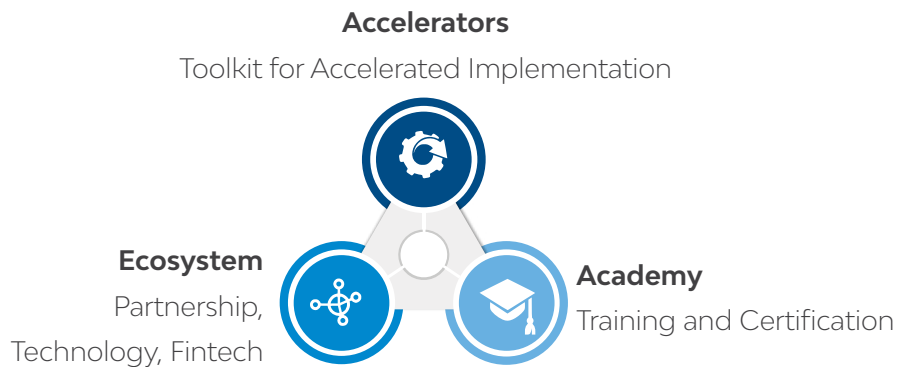 Accelerators
Toolkit for Accelerated Implementation
Ecosystem
Partnership,
Technology, Fintech
Academy
Training and Certification